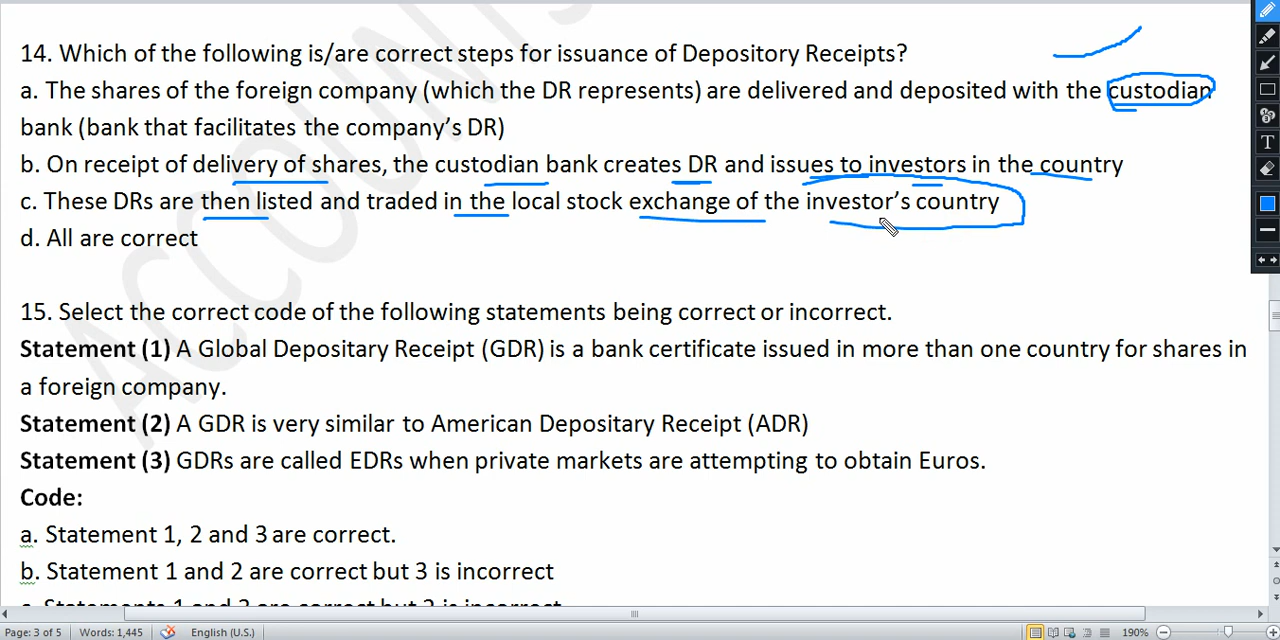 14. Which of the following is/are correct steps for issuance of Depository Receipts?
a. The shares of the foreign company (which the DR represents) are delivered and deposited with the custodian
bank (bank that facilitates the company's DR)
b. On receipt of delivery of shares, the custodian bank creates DR and issues to investors in the country
c. These DRs are then listed and traded in the local stock exchange of the investor's country
d. All are correct
15. Select the correct code of the following statements being correct or incorrect.
Statement (1) A Global Depositary Receipt (GDR) is a bank certificate issued in more than one country for shares in
a foreign company.
Statement (2) A GDR is very similar to American Depositary Receipt (ADR)
Statement (3) GDRs are called EDRs when private markets are attempting to obtain Euros.
Code:
a. Statement 1, 2 and 3 are correct.
b. Statement 1 and 2 are correct but 3 is incorrect
Page: 3 of 5 Words: 1,445 English (U.S.) 190%